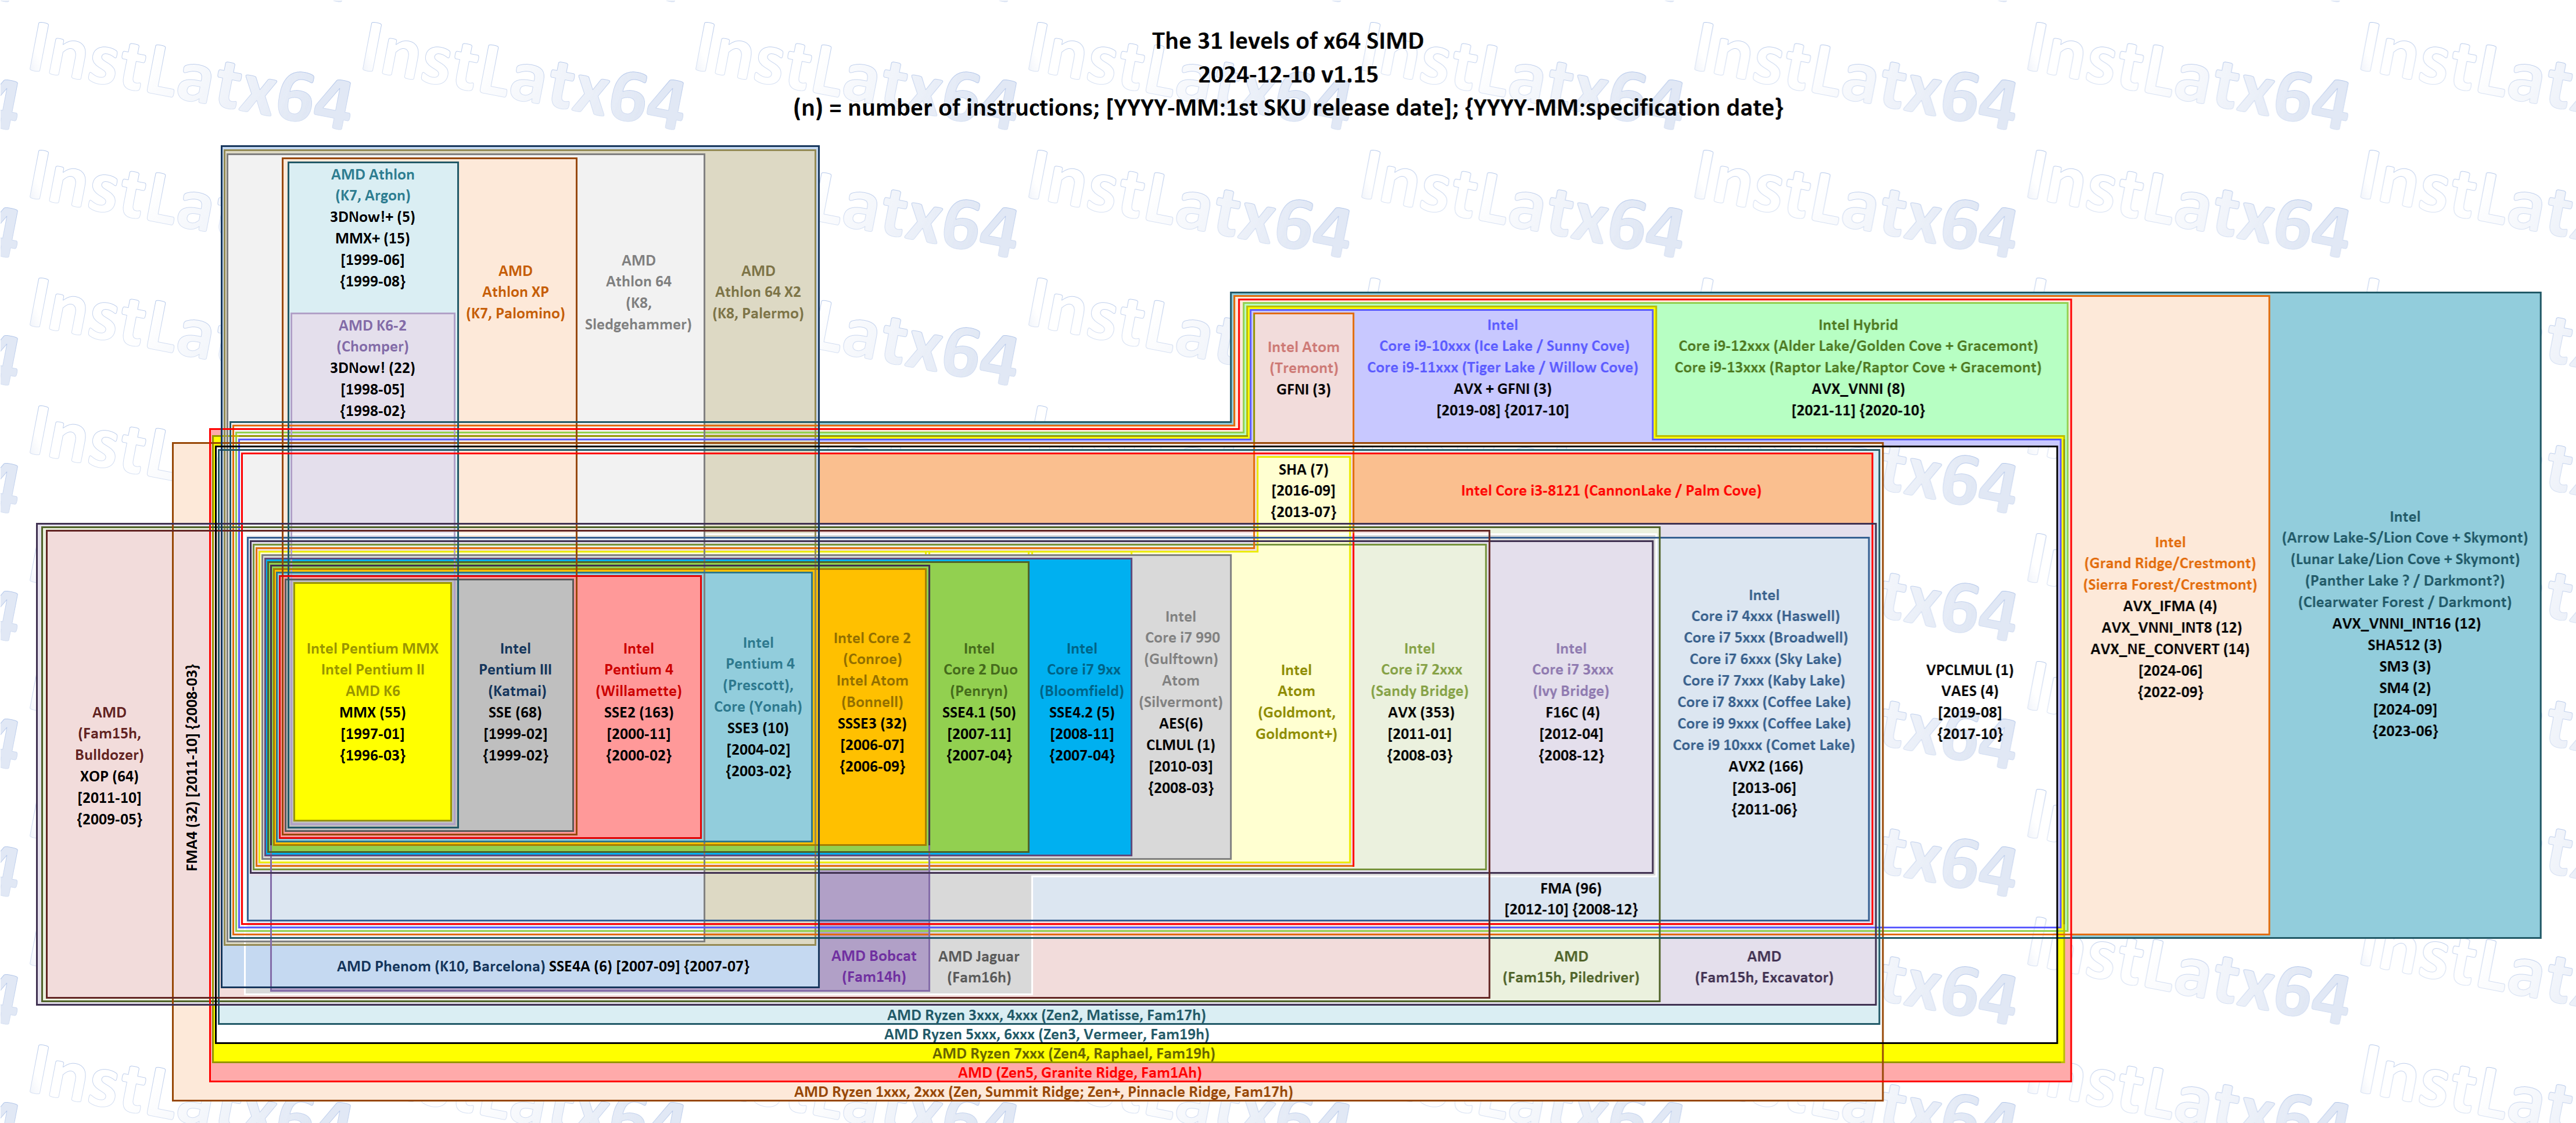 The 31 levels of x64 SIMD
2024-12-10 v1.15
(n) = number of instructions; [YYYY-MM:1st SKU release date]; {YYYY-MM:specification date}
AMD Athlon
(K7, Argon)
3DNow!+ (5)
MMX+ (15)
[1999-06]
{1999-08}
AMD K6-2
(Chomper)
3DNow! (22)
[1998-05]
{1998-02}
AMD
Athlon XP
(K7, Palomino)
AMD
Athlon 64
(K8,
Sledgehammer)
AMD
Athlon 64 X2
(K8, Palermo)
Intel Atom
(Tremont)
GFNI (3)
Intel
Core i9-10xxx (Ice Lake / Sunny Cove)
Core i9-11xxx (Tiger Lake / Willow Cove)
AVX + GFNI (3)
[2019-08] {2017-10}
Intel Hybrid
Core i9-12xxx (Alder Lake/Golden Cove + Gracemont)
Core i9-13xxx (Raptor Lake/Raptor Cove + Gracemont)
AVX_VNNI (8)
[2021-11] {2020-10}
SHA (7)
[2016-09]
{2013-07}
Intel Core i3-8121 (CannonLake / Palm Cove)
AMD
(Fam15h,
Bulldozer)
XOP (64)
[2011-10]
{2009-05}
FMA4 (32) [2011-10] {2008-03}
Intel Pentium MMX
Intel Pentium II
AMD K6
MMX (55)
[1997-01]
{1996-03}
Intel
Pentium III
(Katmai)
SSE (68)
[1999-02]
{1999-02}
Intel
Pentium 4
(Willamette)
SSE2 (163)
[2000-11]
{2000-02}
Intel
Pentium 4
(Prescott),
Core (Yonah)
SSE3 (10)
[2004-02]
{2003-02}
Intel Core 2
(Conroe)
Intel Atom
(Bonnell)
SSSE3 (32)
[2006-07]
{2006-09}
Intel
Core 2 Duo
(Penryn)
SSE4.1 (50)
[2007-11]
{2007-04}
Intel
Core i7 9xx
(Bloomfield)
SSE4.2 (5)
[2008-11]
{2007-04}
Intel
Core i7 990
(Gulftown)
Atom
(Silvermont)
AES(6)
CLMUL (1)
[2010-03]
{2008-03}
Intel
Atom
(Goldmont,
Goldmont+)
Intel
Core i7 2xxx
(Sandy Bridge)
AVX (353)
[2011-01]
{2008-03}
Intel
Core i7 3xxx
(Ivy Bridge)
F16C (4)
[2012-04]
{2008-12}
Intel
Core i7 4xxx (Haswell)
Core i7 5xxx (Broadwell)
Core i7 6xxx (Sky Lake)
Core i7 7xxx (Kaby Lake)
Core i7 8xxx (Coffee Lake)
Core i9 9xxx (Coffee Lake)
Core i9 10xxx (Comet Lake)
AVX2 (166)
[2013-06]
{2011-06}
VPCLMUL (1)
VAES (4)
[2019-08]
{2017-10}
Intel
(Grand Ridge/Crestmont)
(Sierra Forest/Crestmont)
AVX_IFMA (4)
AVX_VNNI_INT8 (12)
AVX_NE_CONVERT (14)
[2024-06]
{2022-09}
Intel
(Arrow Lake-S/Lion Cove + Skymont)
(Lunar Lake/Lion Cove + Skymont)
(Panther Lake ? / Darkmont?)
(Clearwater Forest / Darkmont)
AVX_VNNI_INT16 (12)
SHA512 (3)
SM3 (3)
SM4 (2)
[2024-09]
{2023-06}
FMA (96)
[2012-10] {2008-12}
AMD Phenom (K10, Barcelona) SSE4A (6) [2007-09] {2007-07}
AMD Bobcat
(Fam14h)
AMD Jaguar
(Fam16h)
AMD
(Fam15h, Piledriver)
AMD
(Fam15h, Excavator)
AMD Ryzen 3xxx, 4xxx (Zen2, Matisse, Fam17h)
AMD Ryzen 5xxx, 6xxx (Zen3, Vermeer, Fam19h)
AMD Ryzen 7xxx (Zen4, Raphael, Fam19h)
AMD (Zen5, Granite Ridge, Fam1Ah)
AMD Ryzen 1xxx, 2xxx (Zen, Summit Ridge; Zen+, Pinnacle Ridge, Fam17h)
InstLatx64